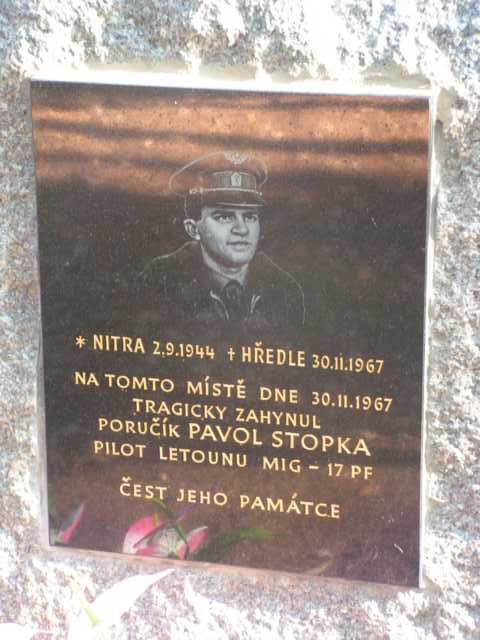 * NITRA 2.9.1944 † HŘEDLE 30.11.1967
NA TOMTO MÍSTĚ DNE 30.11.1967
TRAGICKY ZAHYNUL
PORUČÍK PAVOL STOPKA
PILOT LETOUNU MIG - 17 PF
ČEST JEHO PAMÁTCE